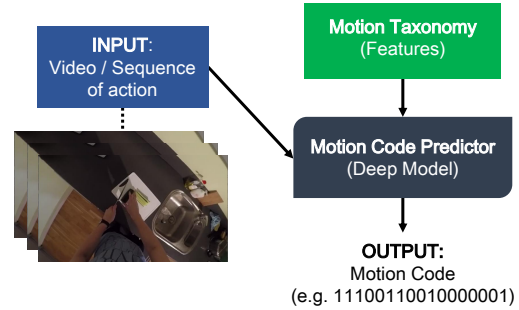 INPUT:
Video / Sequence
of action
Motion Taxonomy
(Features)
Motion Code Predictor
(Deep Model)
OUTPUT:
Motion Code
(e.g. 11100110010000001)